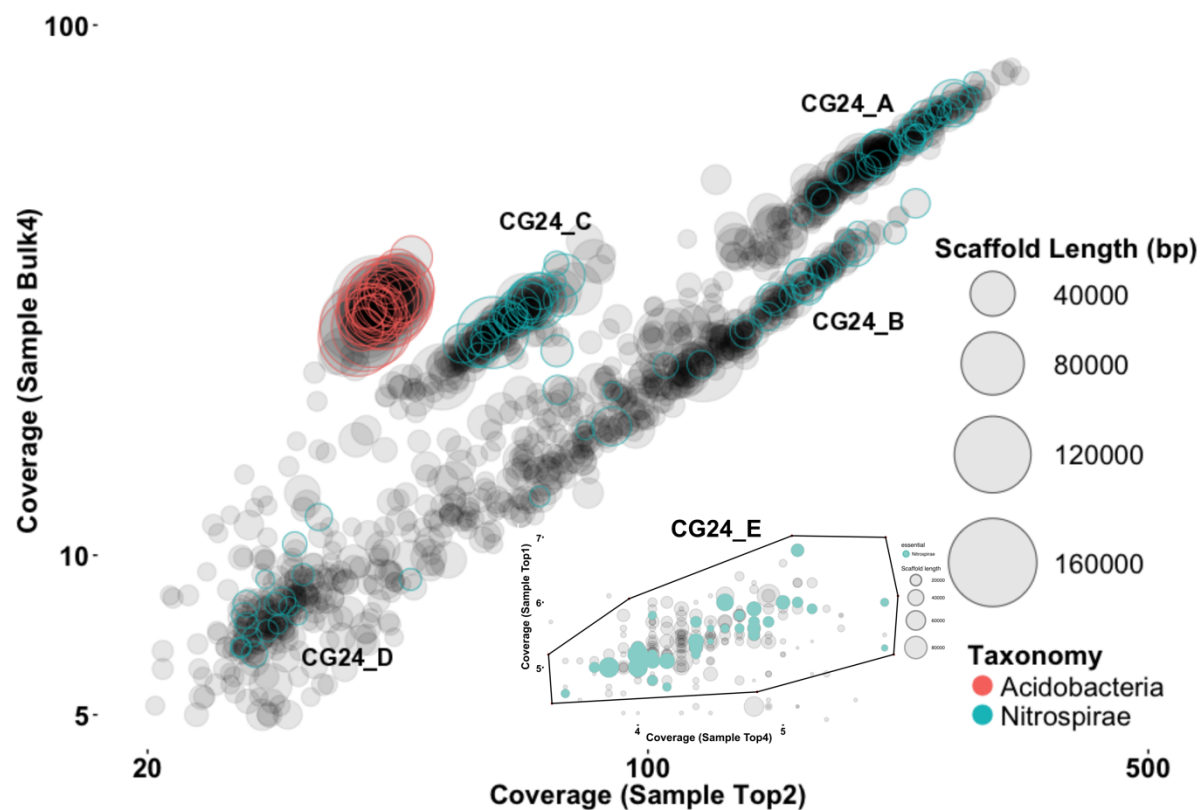 100
CG24_A
CG24_C
Coverage (Sample Bulk4)
Scaffold Length (bp)
40000
CG24_B
80000
120000
CG24_E
10
160000
7
essential
Nitrospirae
Scaffold length
20000
40000
60000
80000
Coverage (Sample Top1)
6
5
CG24_D
Taxonomy
Acidobacteria
Nitrospirae
4
5
Coverage (Sample Top4)
5
20
100
500
Coverage (Sample Top2)